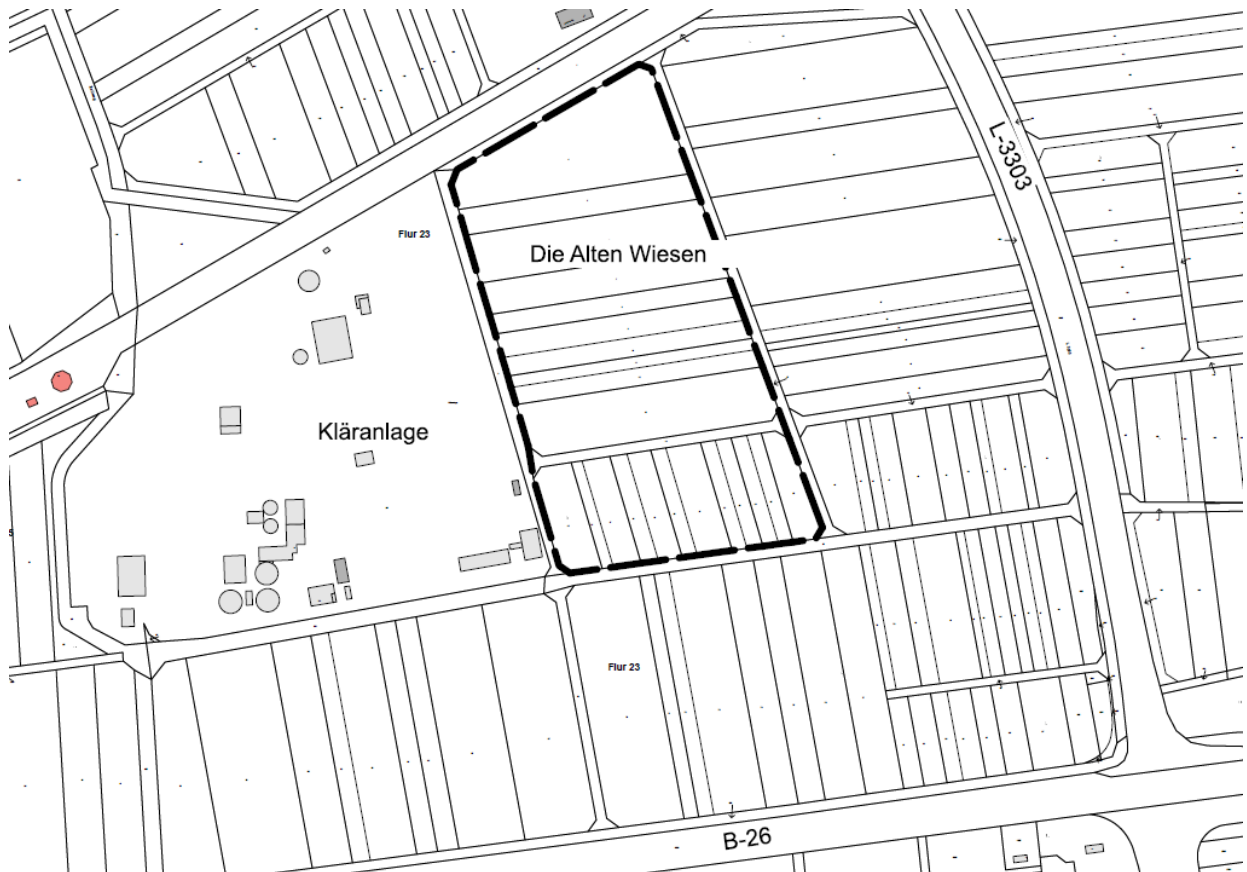 L-3303
Flur 23
Die Alten Wiesen
Kläranlage
Flur 23
B-26